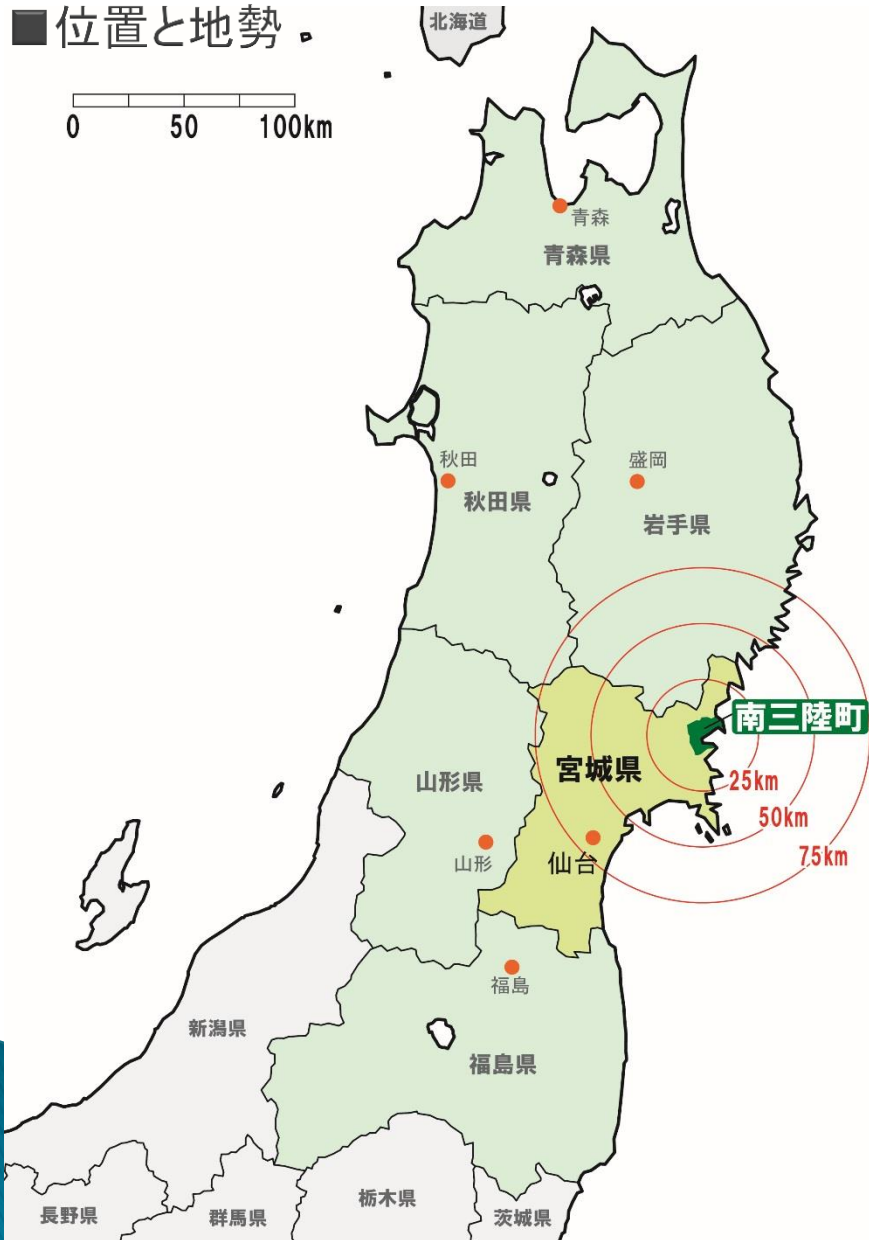 ■位置と地勢
北海道
0 50 100km
青森
青森県
秋田
秋田県
盛岡
岩手県
南三陸町
宮城県
山形県
25km
50km
75km
山形
仙台
福島
新潟県
福島県
栃木県
長野県
群馬県
茨城県